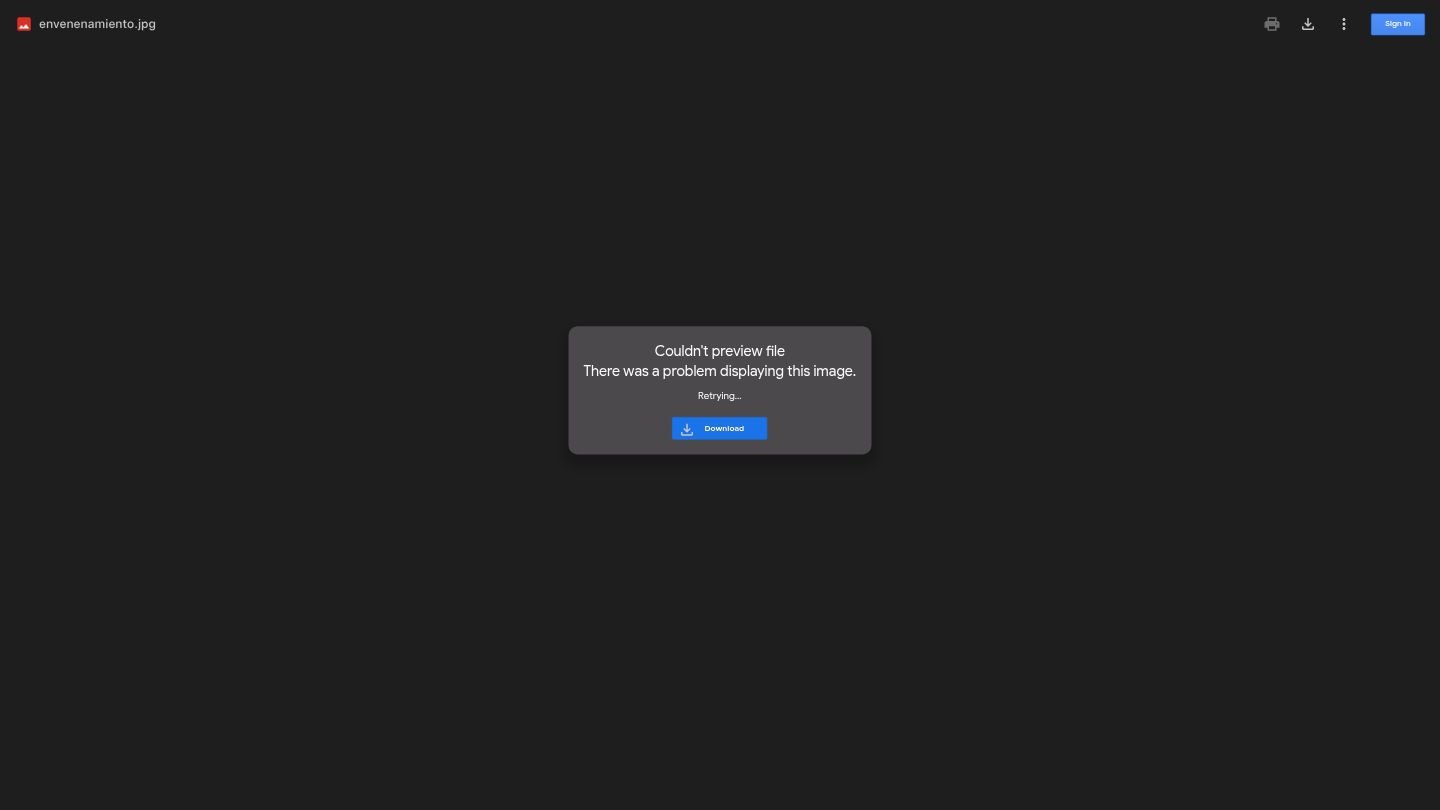 envenenamiento.jpg
Sign in
Couldn't preview file
There was a problem displaying this image.
Retrying...
Download